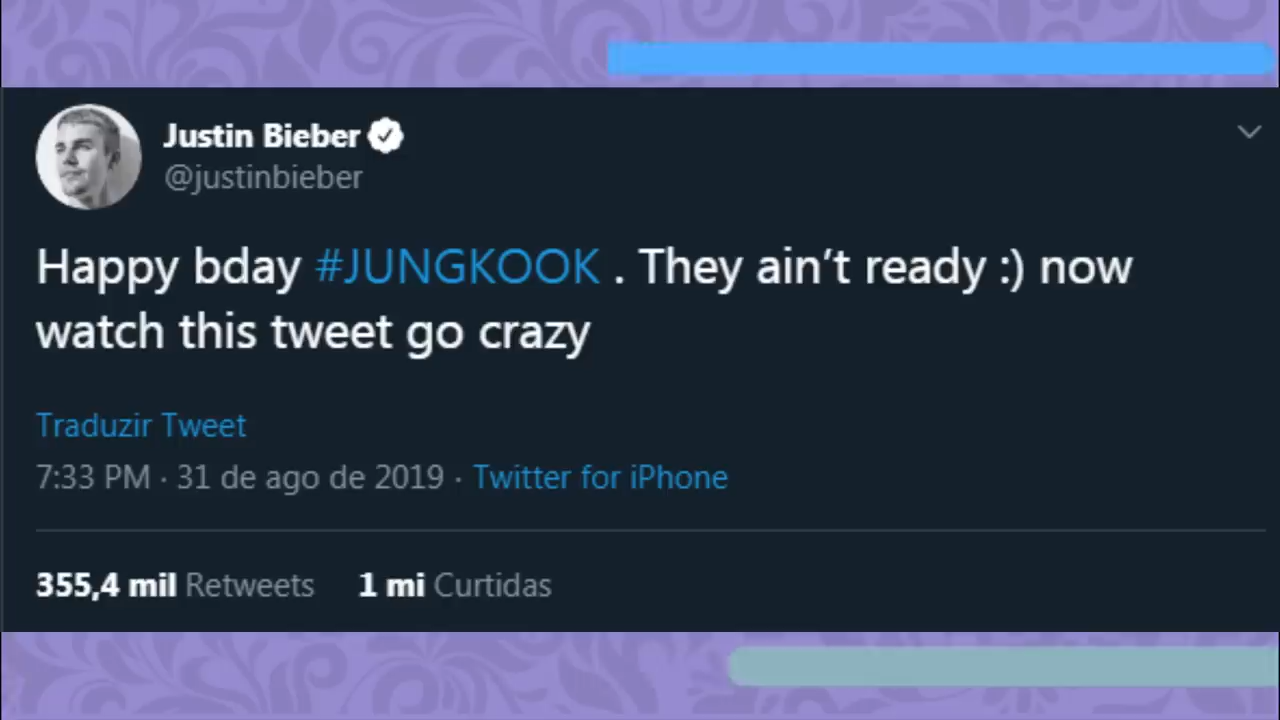 Justin Bieber
@justinbieber
Happy bday #JUNGKOOK . They ain’t ready :) now
watch this tweet go crazy
Traduzir Tweet
7:33 PM · 31 de ago de 2019 · Twitter for iPhone
355,4 mil Retweets 1 mi Curtidas